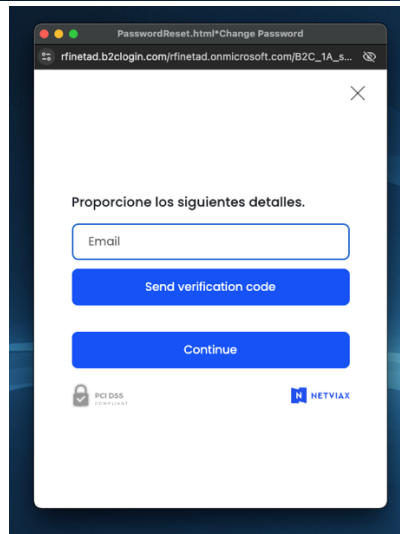 PasswordReset.html*Change Password
rfinetad.b2clogin.com/rfinetad.onmicrosoft.com/B2C_1A_s...
Proporcione los siguientes detalles.
Email
Send verification code
Continue
PCI DSS
COMPLIANT
N NETVIAX